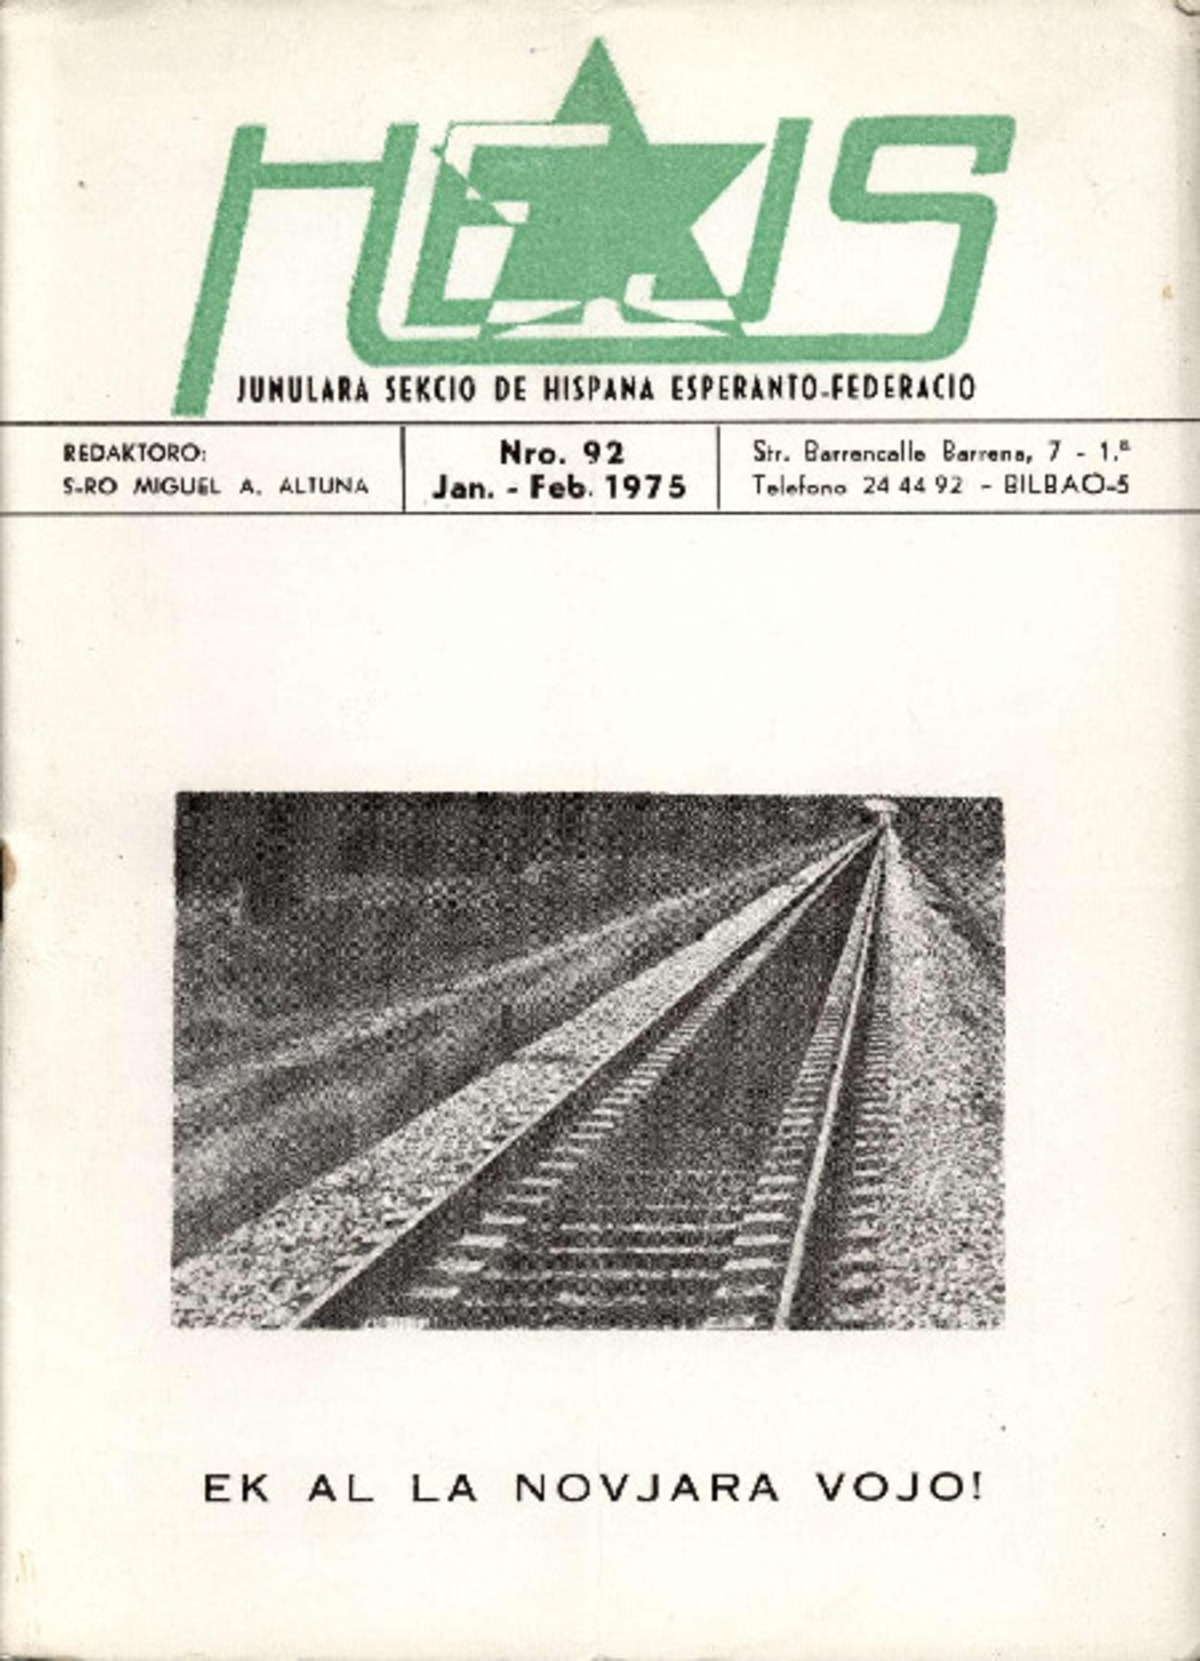 HEJS
JUNULARA SEKCIO DE HISPANA ESPERANTO-FEDERACIO
REDAKTORO:
S-RO MIGUEL A. ALTUNA
Nro. 92
Jan. - Feb. 1975
Str. Barrencalle Barrena, 7 - 1.ª
Telefono 24 44 92 - BILBAO-5
EK AL LA NOVJARA VOJO!